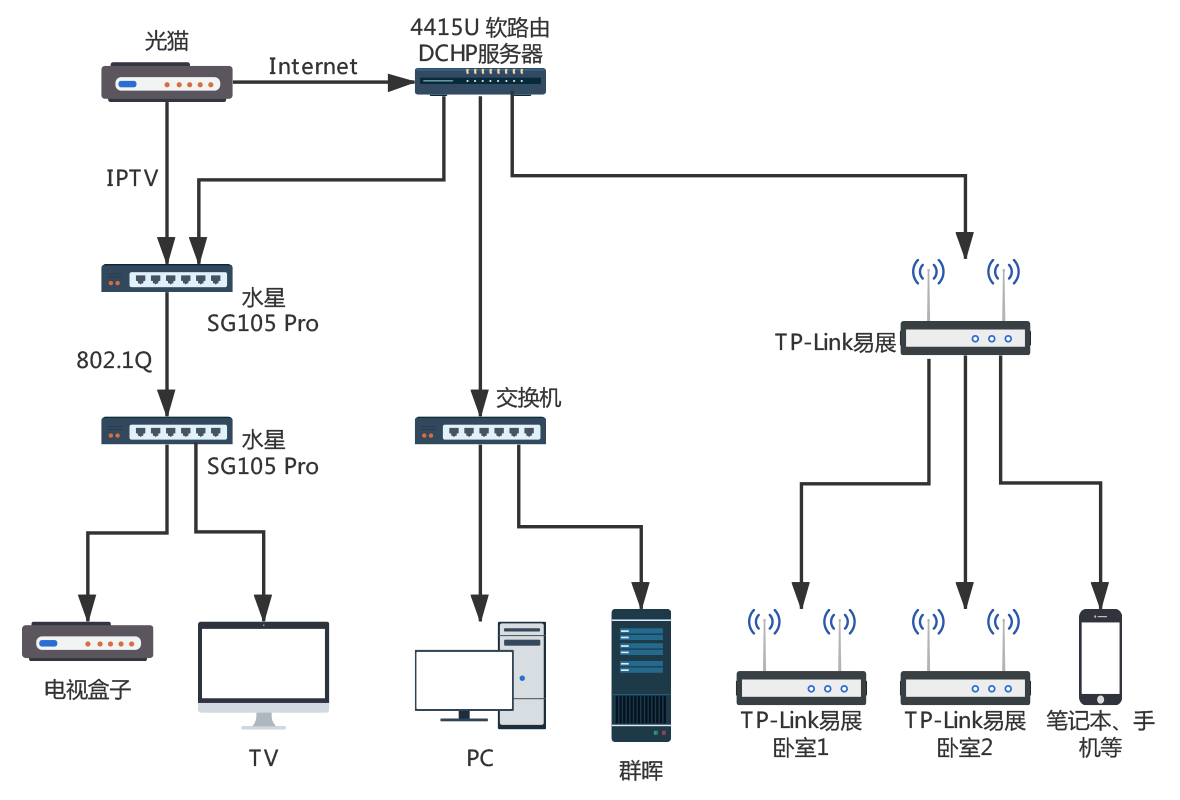 光猫
Internet
4415U 软路由
DCHP服务器
IPTV
水星
SG105 Pro
802.1Q
水星
SG105 Pro
交换机
TP-Link易展
电视盒子
TV
PC
群晖
TP-Link易展
卧室1
TP-Link易展
卧室2
笔记本、手
机等